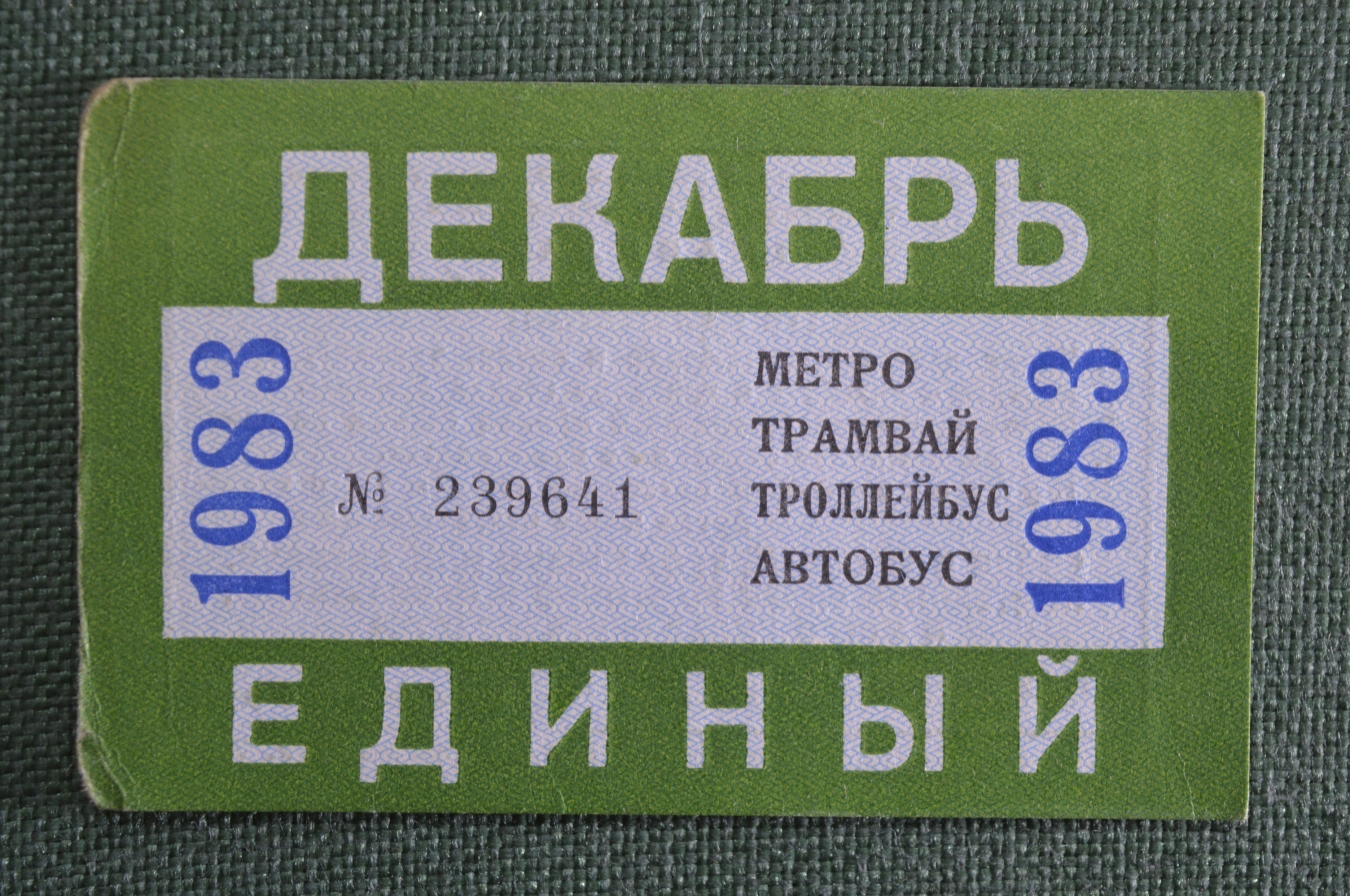 ДЕКАБРЬ
1983
№ 239641
МЕТРО
ТРАМВАЙ
ТРОЛЛЕЙБУС
АВТОБУС
1983
ЕДИНЫЙ